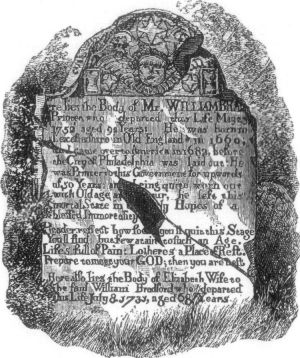 re lies the Body of Mr. WILLIAM BRA
Printer, who departed this Life May
1752 aged 92 Years: He was born in
Leicestershire in Old England in 1660.
and came over to America in 1682, before
the City of Philadelphia was laid out. He
was Printer to this Government for upwards
of 50 Years; and being quite worn out
with Old age and labour, he left this
mortal State in the Hopes of a
blessed Immortality.
Reader reflect how soon you'll quit this Stage
You'll find but few attain to such an Age.
Life's full of Pain: Lo here's a Place of Rest.
Prepare to meet your GOD; then you are blest.
Here also lies the Body of Elizabeth Wife to
the said William Bradford who departed
this Life July 8, 1731, aged 68 Years.